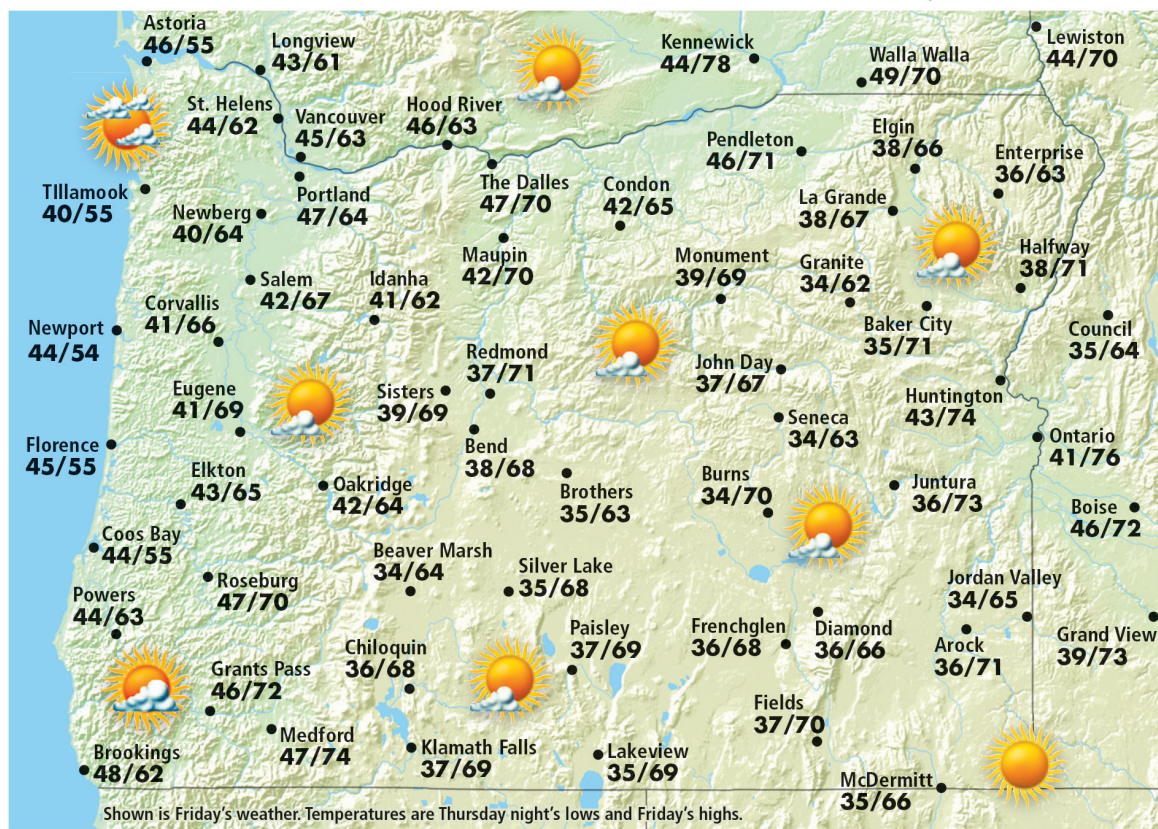 Astoria
46/55
Longview
43/61
Kennewick
44/78
Walla Walla
49/70
Lewiston
44/70
St. Helens
44/62
Vancouver
45/63
Hood River
46/63
Pendleton
46/71
Elgin
38/66
Enterprise
36/63
TIllamook
40/55
Newberg
40/64
Portland
47/64
The Dalles
47/70
Condon
42/65
La Grande
38/67
Maupin
42/70
Monument
39/69
Granite
34/62
Halfway
38/71
Salem
42/67
Idanha
41/62
Corvallis
41/66
Newport
44/54
Baker City
35/71
Council
35/64
Redmond
37/71
John Day
37/67
Eugene
41/69
Sisters
39/69
Huntington
43/74
Seneca
34/63
Florence
45/55
Bend
38/68
Ontario
41/76
Elkton
43/65
Oakridge
42/64
Brothers
35/63
Burns
34/70
Juntura
36/73
Boise
46/72
Coos Bay
44/55
Beaver Marsh
34/64
Silver Lake
35/68
Roseburg
47/70
Jordan Valley
34/65
Powers
44/63
Chiloquin
36/68
Paisley
37/69
Frenchglen
36/68
Diamond
36/66
Arock
36/71
Grand View
39/73
Grants Pass
46/72
Fields
37/70
Medford
47/74
Klamath Falls
37/69
Lakeview
35/69
Brookings
48/62
McDermitt
35/66
Shown is Friday's weather. Temperatures are Thursday night's lows and Friday's highs.